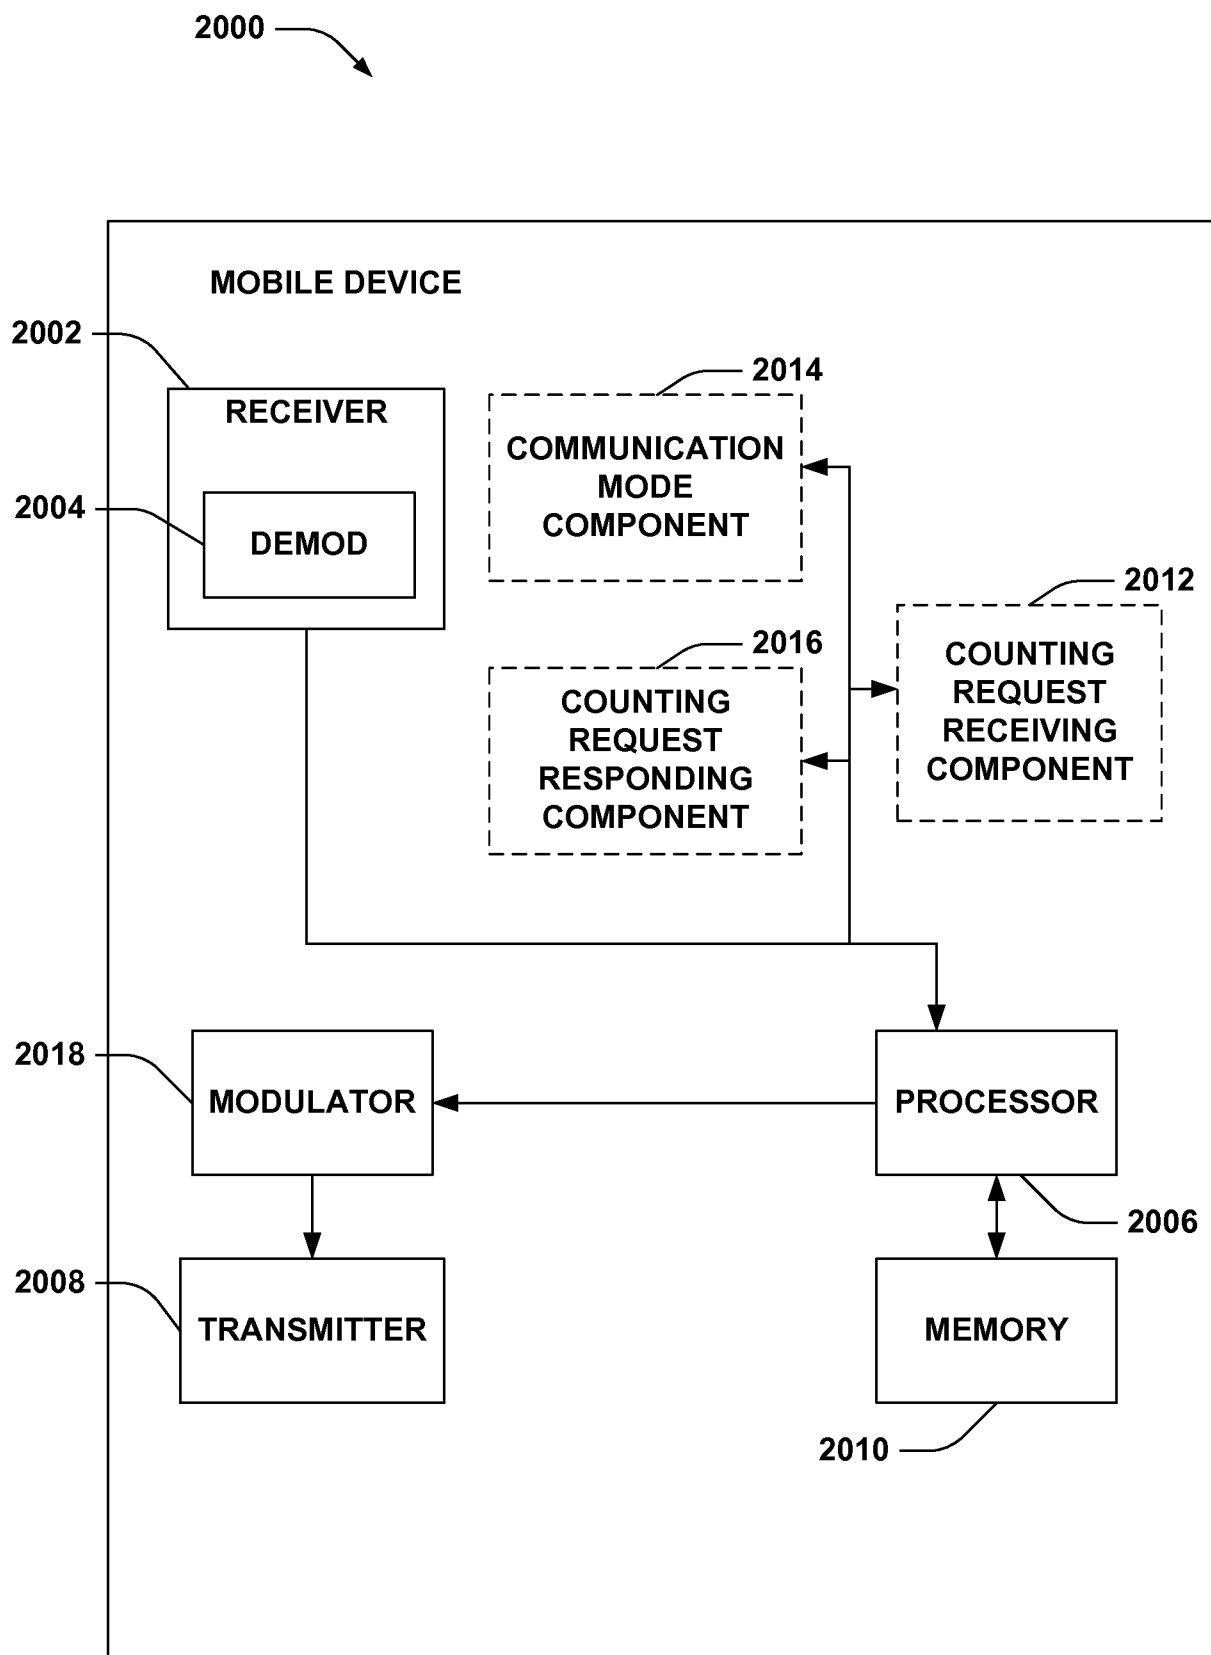 2000
MOBILE DEVICE
2002
RECEIVER
2004
DEMOD
2014
COMMUNICATION
MODE
COMPONENT
2012
COUNTING
REQUEST
RECEIVING
COMPONENT
2016
COUNTING
REQUEST
RESPONDING
COMPONENT
2018
MODULATOR
PROCESSOR
2006
2008
TRANSMITTER
MEMORY
2010